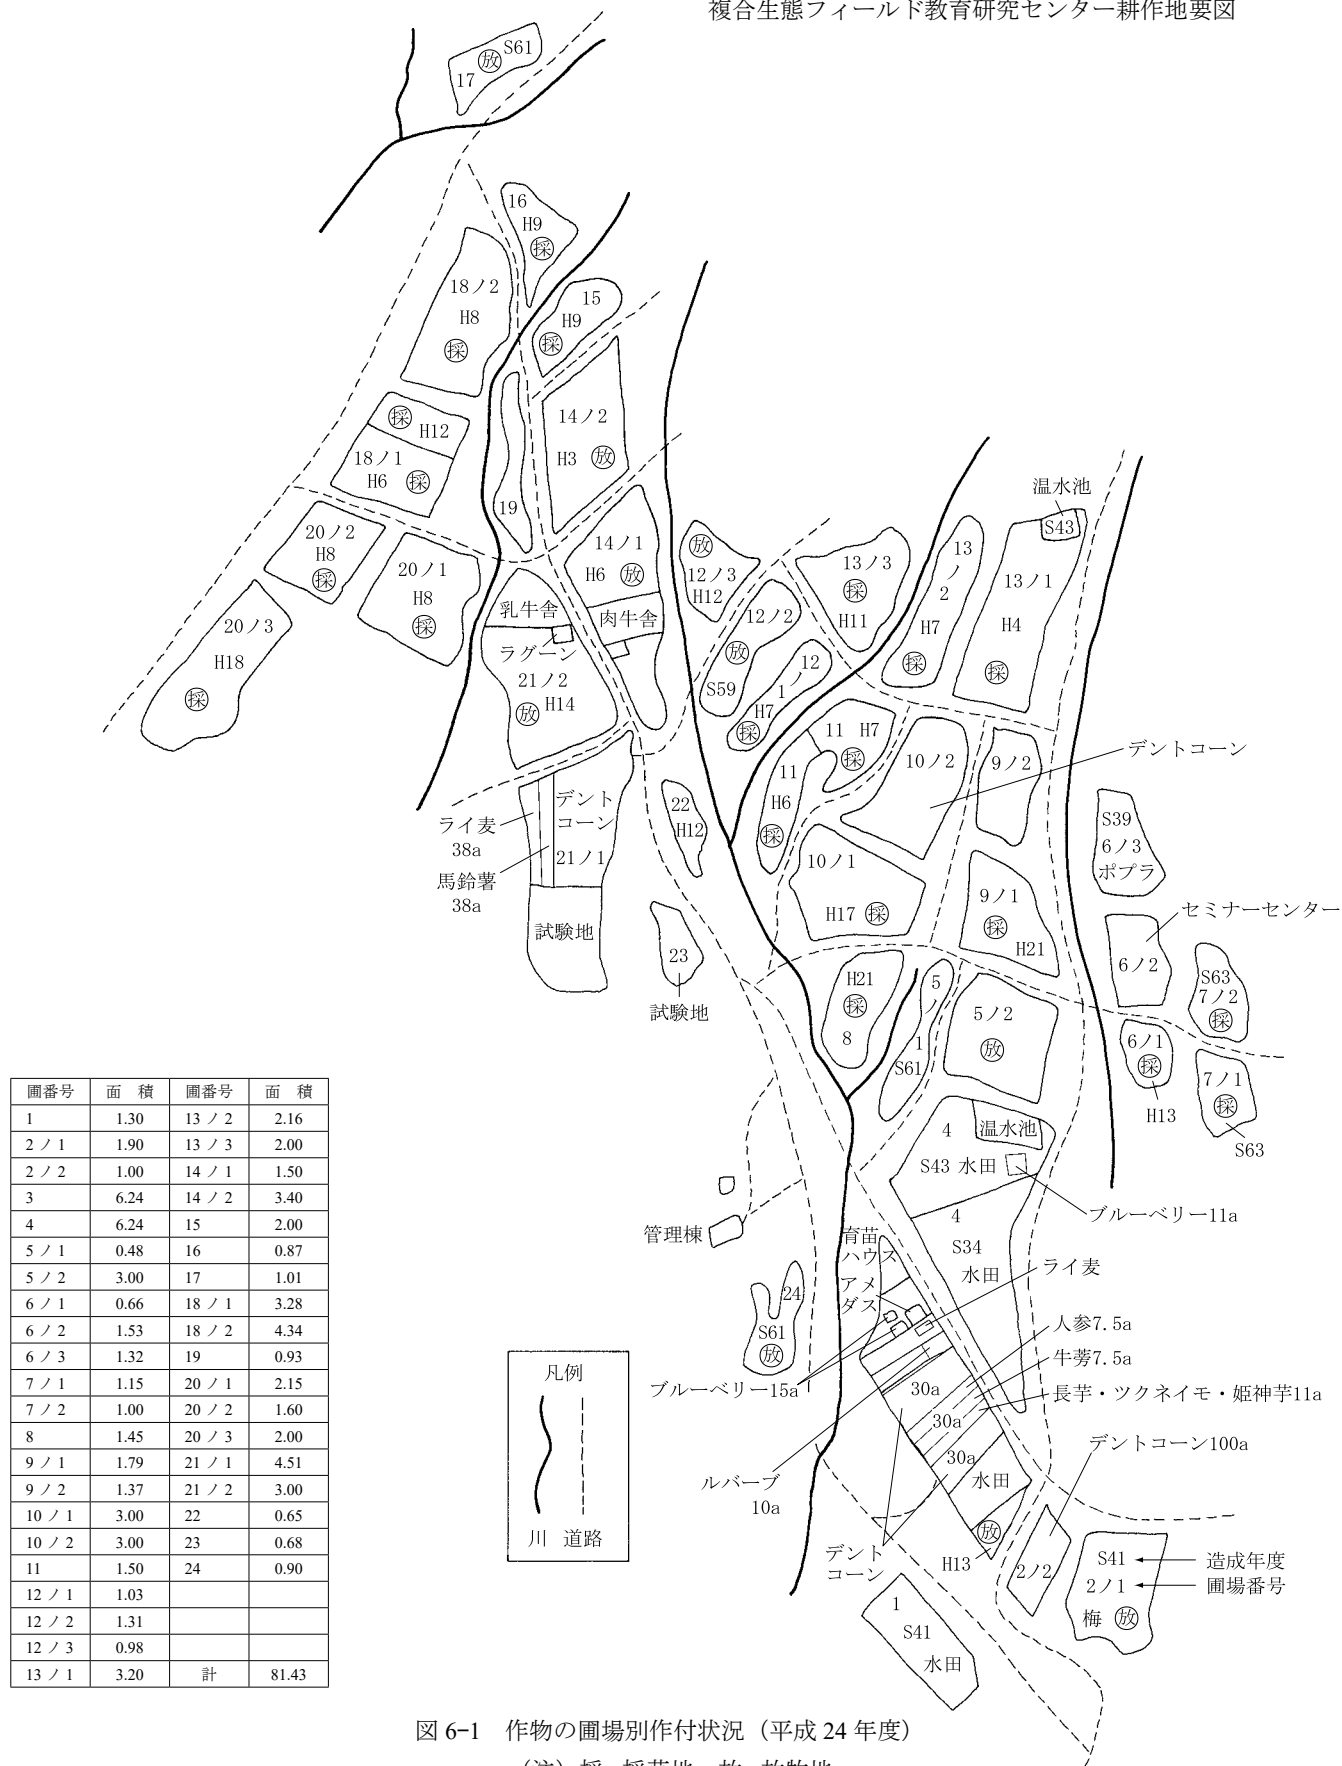 複合生態フィールド教育研究センター耕作地要図
S61
放
17
16
H9
採
18ノ2
H8
採
15
H9
採
採
H12
18ノ1
H6 採
14ノ2
H3 放
19
20ノ2
H8
採
20ノ1
H8
採
20ノ3
H18
採
14ノ1
H6 放
乳牛舎
肉牛舎
ラグーン
21ノ2
H14
放
放
12ノ3
H12
12ノ2
放
S59
12
ノ
1
H7
採
13ノ3
採
H11
13
ノ
2
H7
採
温水池
S43
13ノ1
H4
採
11 H7
採
11
H6
採
10ノ2
9ノ2
デントコーン
デント
コーン
21ノ1
ライ麦
38a
馬鈴薯
38a
試験地
22
H12
23
試験地
10ノ1
H17 採
9ノ1
採
H21
S39
6ノ3
ポプラ
セミナーセンター
6ノ2
S63
7ノ2
採
6ノ1
採
H13
7ノ1
採
S63
H21
採
8
5
ノ
1
S61
5ノ2
放
4
温水池
S43 水田
ブルーベリー11a
4
S34
水田
管理棟
24
S61
放
育苗
ハウス
アメ
ダス
ライ麦
人参7.5a
牛蒡7.5a
長芋・ツクネイモ・姫神芋11a
ブルーベリー15a
30a
30a
30a
水田
ルバーブ
10a
デントコーン100a
デント
コーン
放
H13
2ノ2
S41
造成年度
2ノ1
圃場番号
梅 放
1
S41
水田
凡例
川 道路
圃番号 面 積 圃番号 面 積
1 1.30 13ノ2 2.16
2ノ1 1.90 13ノ3 2.00
2ノ2 1.00 14ノ1 1.50
3 6.24 14ノ2 3.40
4 6.24 15 2.00
5ノ1 0.48 16 0.87
5ノ2 3.00 17 1.01
6ノ1 0.66 18ノ1 3.28
6ノ2 1.53 18ノ2 4.34
6ノ3 1.32 19 0.93
7ノ1 1.15 20ノ1 2.15
7ノ2 1.00 20ノ2 1.60
8 1.45 20ノ3 2.00
9ノ1 1.79 21ノ1 4.51
9ノ2 1.37 21ノ2 3.00
10ノ1 3.00 22 0.65
10ノ2 3.00 23 0.68
11 1.50 24 0.90
12ノ1 1.03
12ノ2 1.31
12ノ3 0.98
13ノ1 3.20 計 81.43
図 6-1 作物の圃場別作付状況（平成 24 年度）